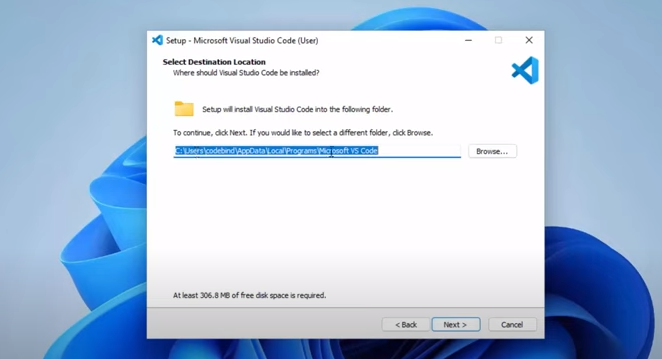 Setup - Microsoft Visual Studio Code (User)
Select Destination Location
Where should Visual Studio Code be installed?
Setup will install Visual Studio Code into the following folder.
To continue, click Next. If you would like to select a different folder, click Browse.
C:\Users\codebind\AppData\Local\Programs\Microsoft VS Code
Browse...
At least 306.8 MB of free disk space is required.
< Back
Next >
Cancel